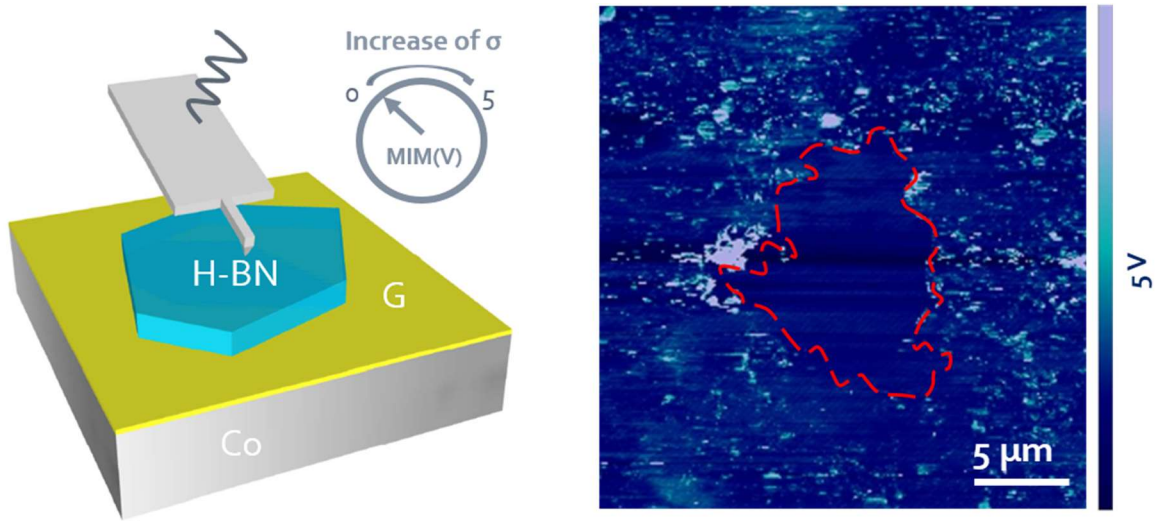 Increase of σ
0 5
MIM(V)
H-BN
G
Co
5 μm
5 V